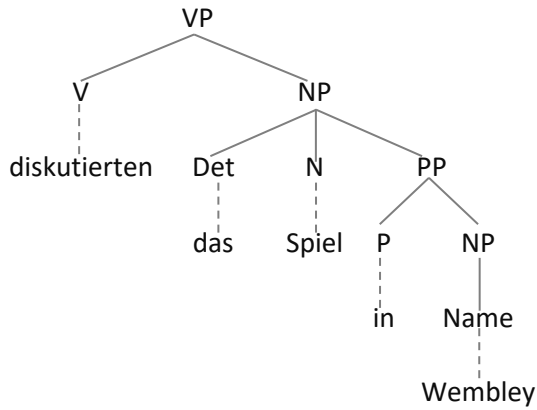 VP
V NP
diskutierten Det N PP
das Spiel P NP
in Name
Wembley